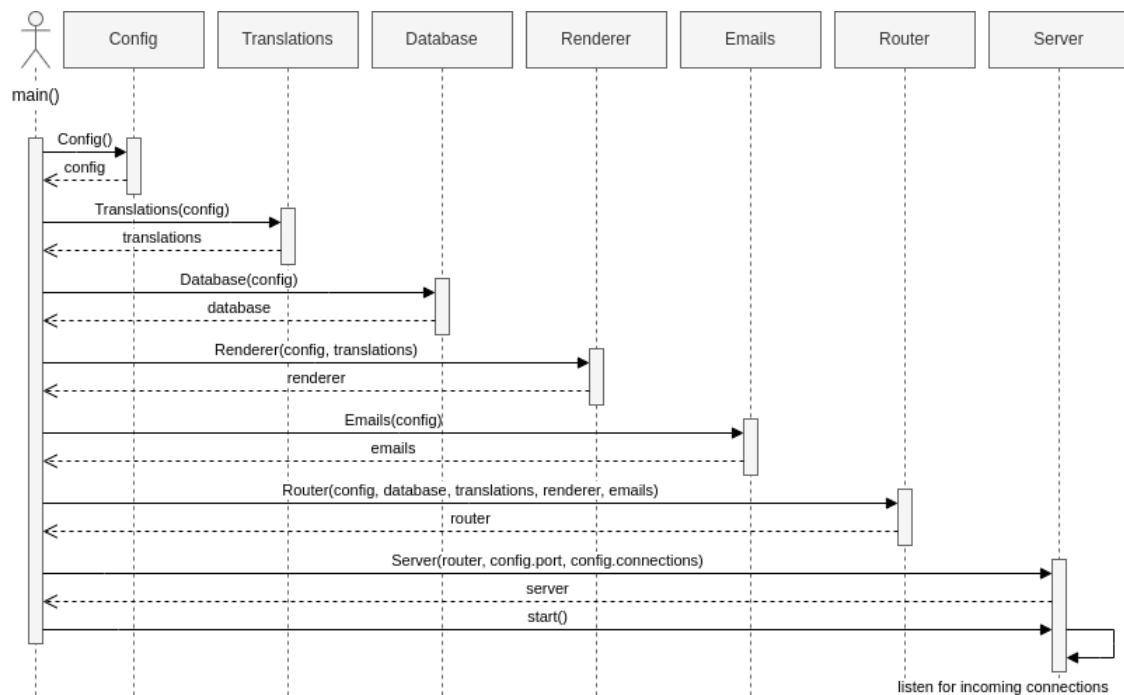 Config
Translations
Database
Renderer
Emails
Router
Server
main()
Config()
config
Translations(config)
translations
Database(config)
database
Renderer(config, translations)
renderer
Emails(config)
emails
Router(config, database, translations, renderer, emails)
router
Server(router, config.port, config.connections)
server
start()
listen for incoming connections